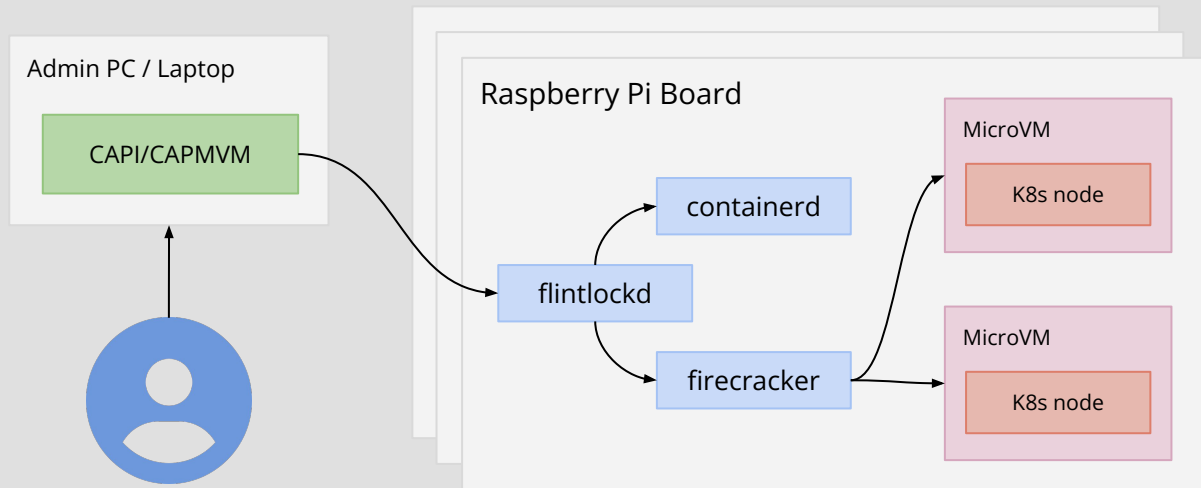 Admin PC / Laptop
CAPI/CAPMVM
Raspberry Pi Board
containerd
flintlockd
firecracker
MicroVM
K8s node
MicroVM
K8s node